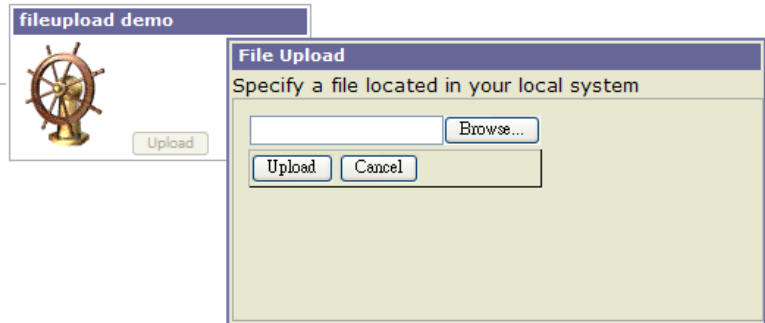 fileupload demo
Upload
File Upload
Specify a file located in your local system
Browse...
Upload Cancel